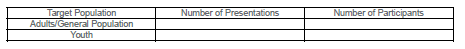 Target Population Number of Presentations Number of Participants
Adults/General Population
Youth